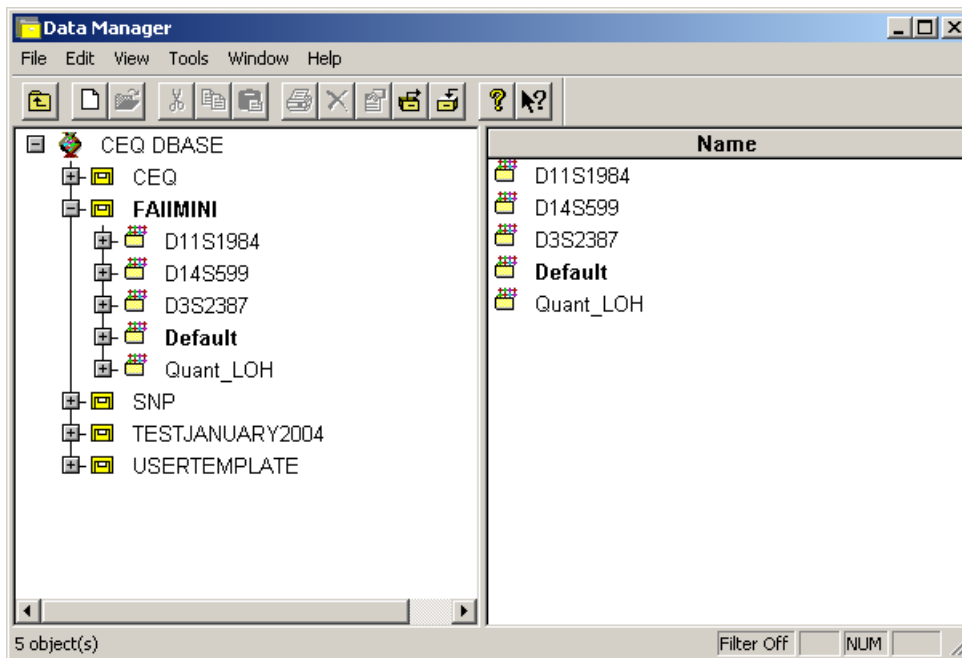 Data Manager
File Edit View Tools Window Help
CEQ DBASE
CEQ
FAIIMINI
D11S1984
D14S599
D3S2387
Default
Quant_LOH
SNP
TESTJANUARY2004
USERTEMPLATE
Name
D11S1984
D14S599
D3S2387
Default
Quant_LOH
5 object(s)
Filter Off NUM